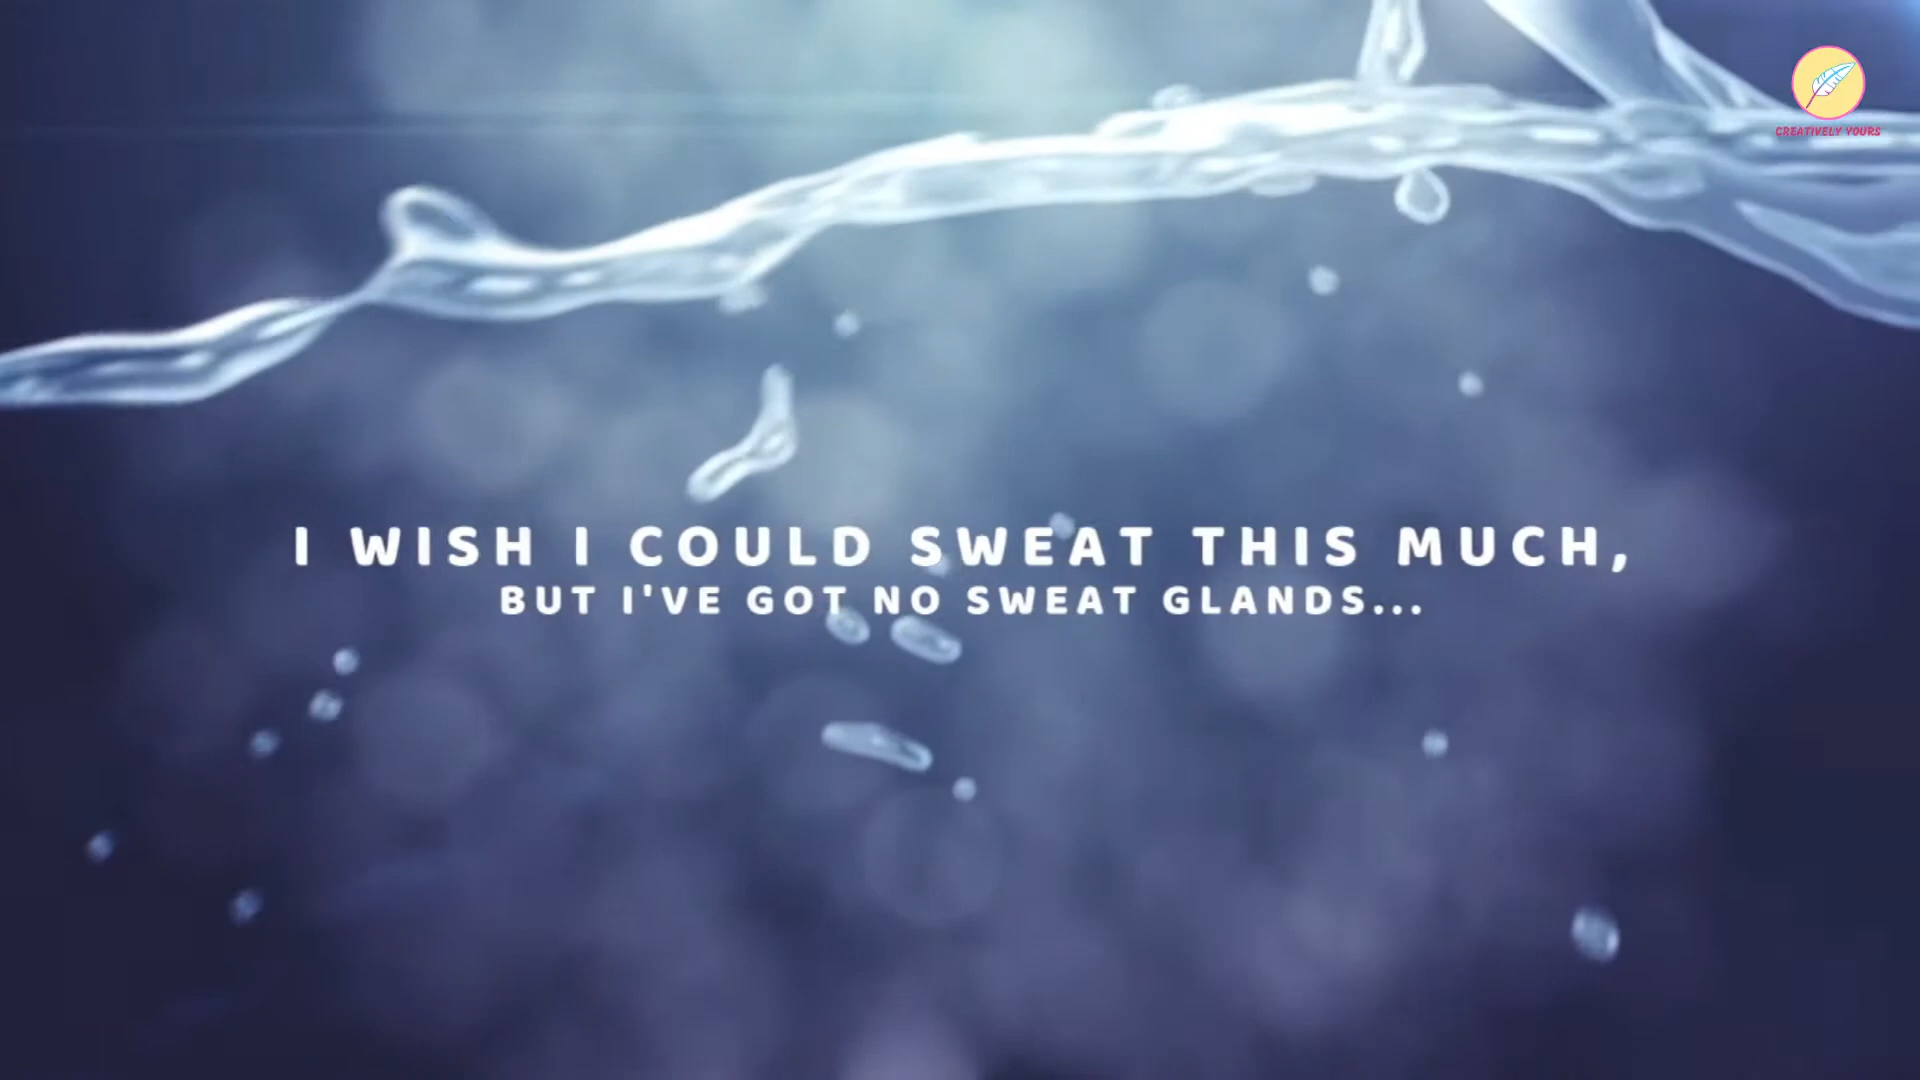 CREATIVELY YOURS
I WISH I COULD SWEAT THIS MUCH,
BUT I'VE GOT NO SWEAT GLANDS...